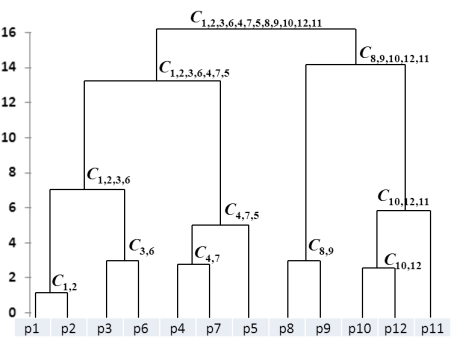 C1,2,3,6,4,7,5,8,9,10,12,11
16
C8,9,10,12,11
14
C1,2,3,6,4,7,5
12
10
8
C1,2,3,6
6
C10,12,11
C4,7,5
4
C3,6
C4,7
C8,9
C10,12
2
C1,2
0
p1 p2 p3 p6 p4 p7 p5 p8 p9 p10 p12 p11